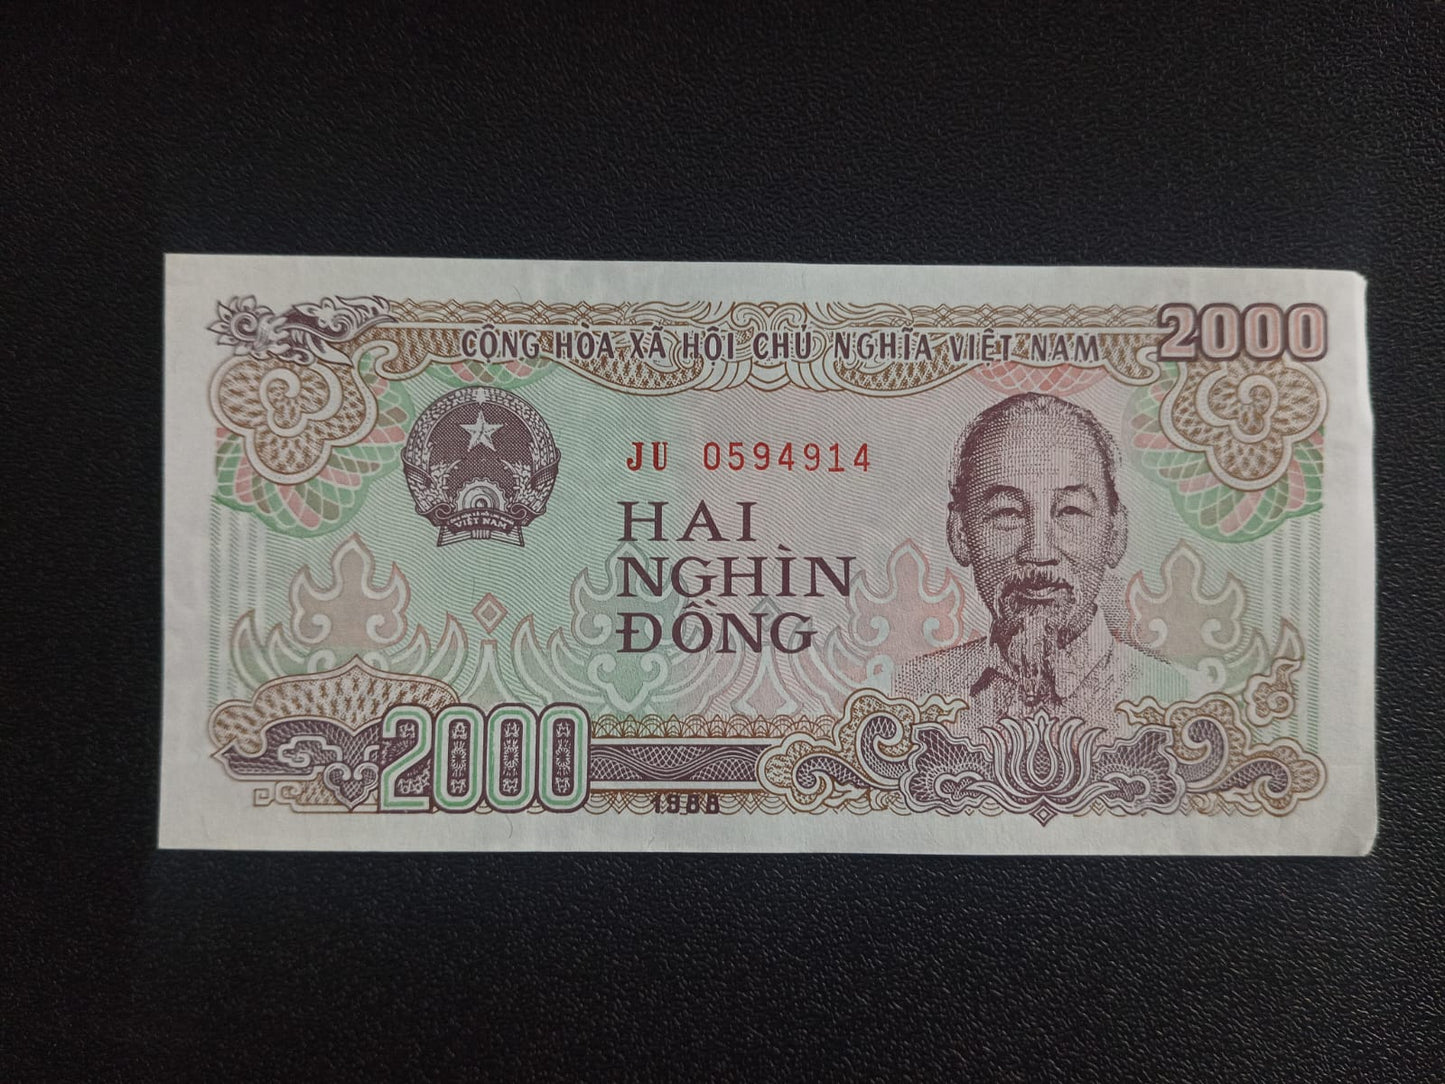 CỘNG HÒA XÃ HỘI CHỦ NGHĨA VIỆT NAM
2000
JU 0594914
HAI
NGHÌN
ĐỒNG
VIỆT NAM
2000
1988